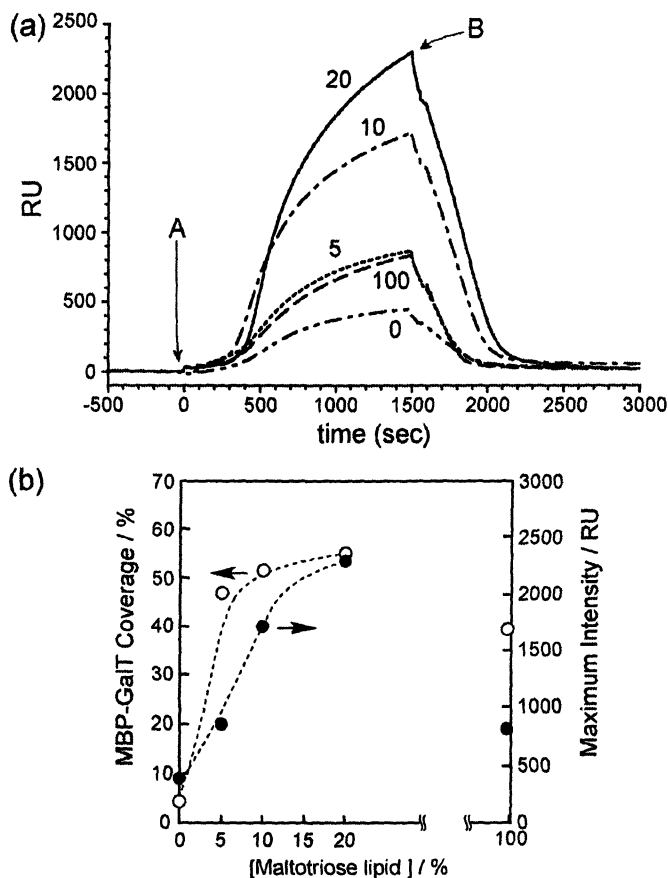 (a)
2500
2000
1500
1000
500
0
RU
A
B
20
10
5
100
0
-500 0 500 1000 1500 2000 2500 3000
time (sec)
(b)
70
60
50
40
30
20
10
0
MBP-GalT Coverage / %
3000
2500
2000
1500
1000
500
0
Maximum Intensity / RU
0 5 10 15 20 100
[Maltotriose lipid ] / %